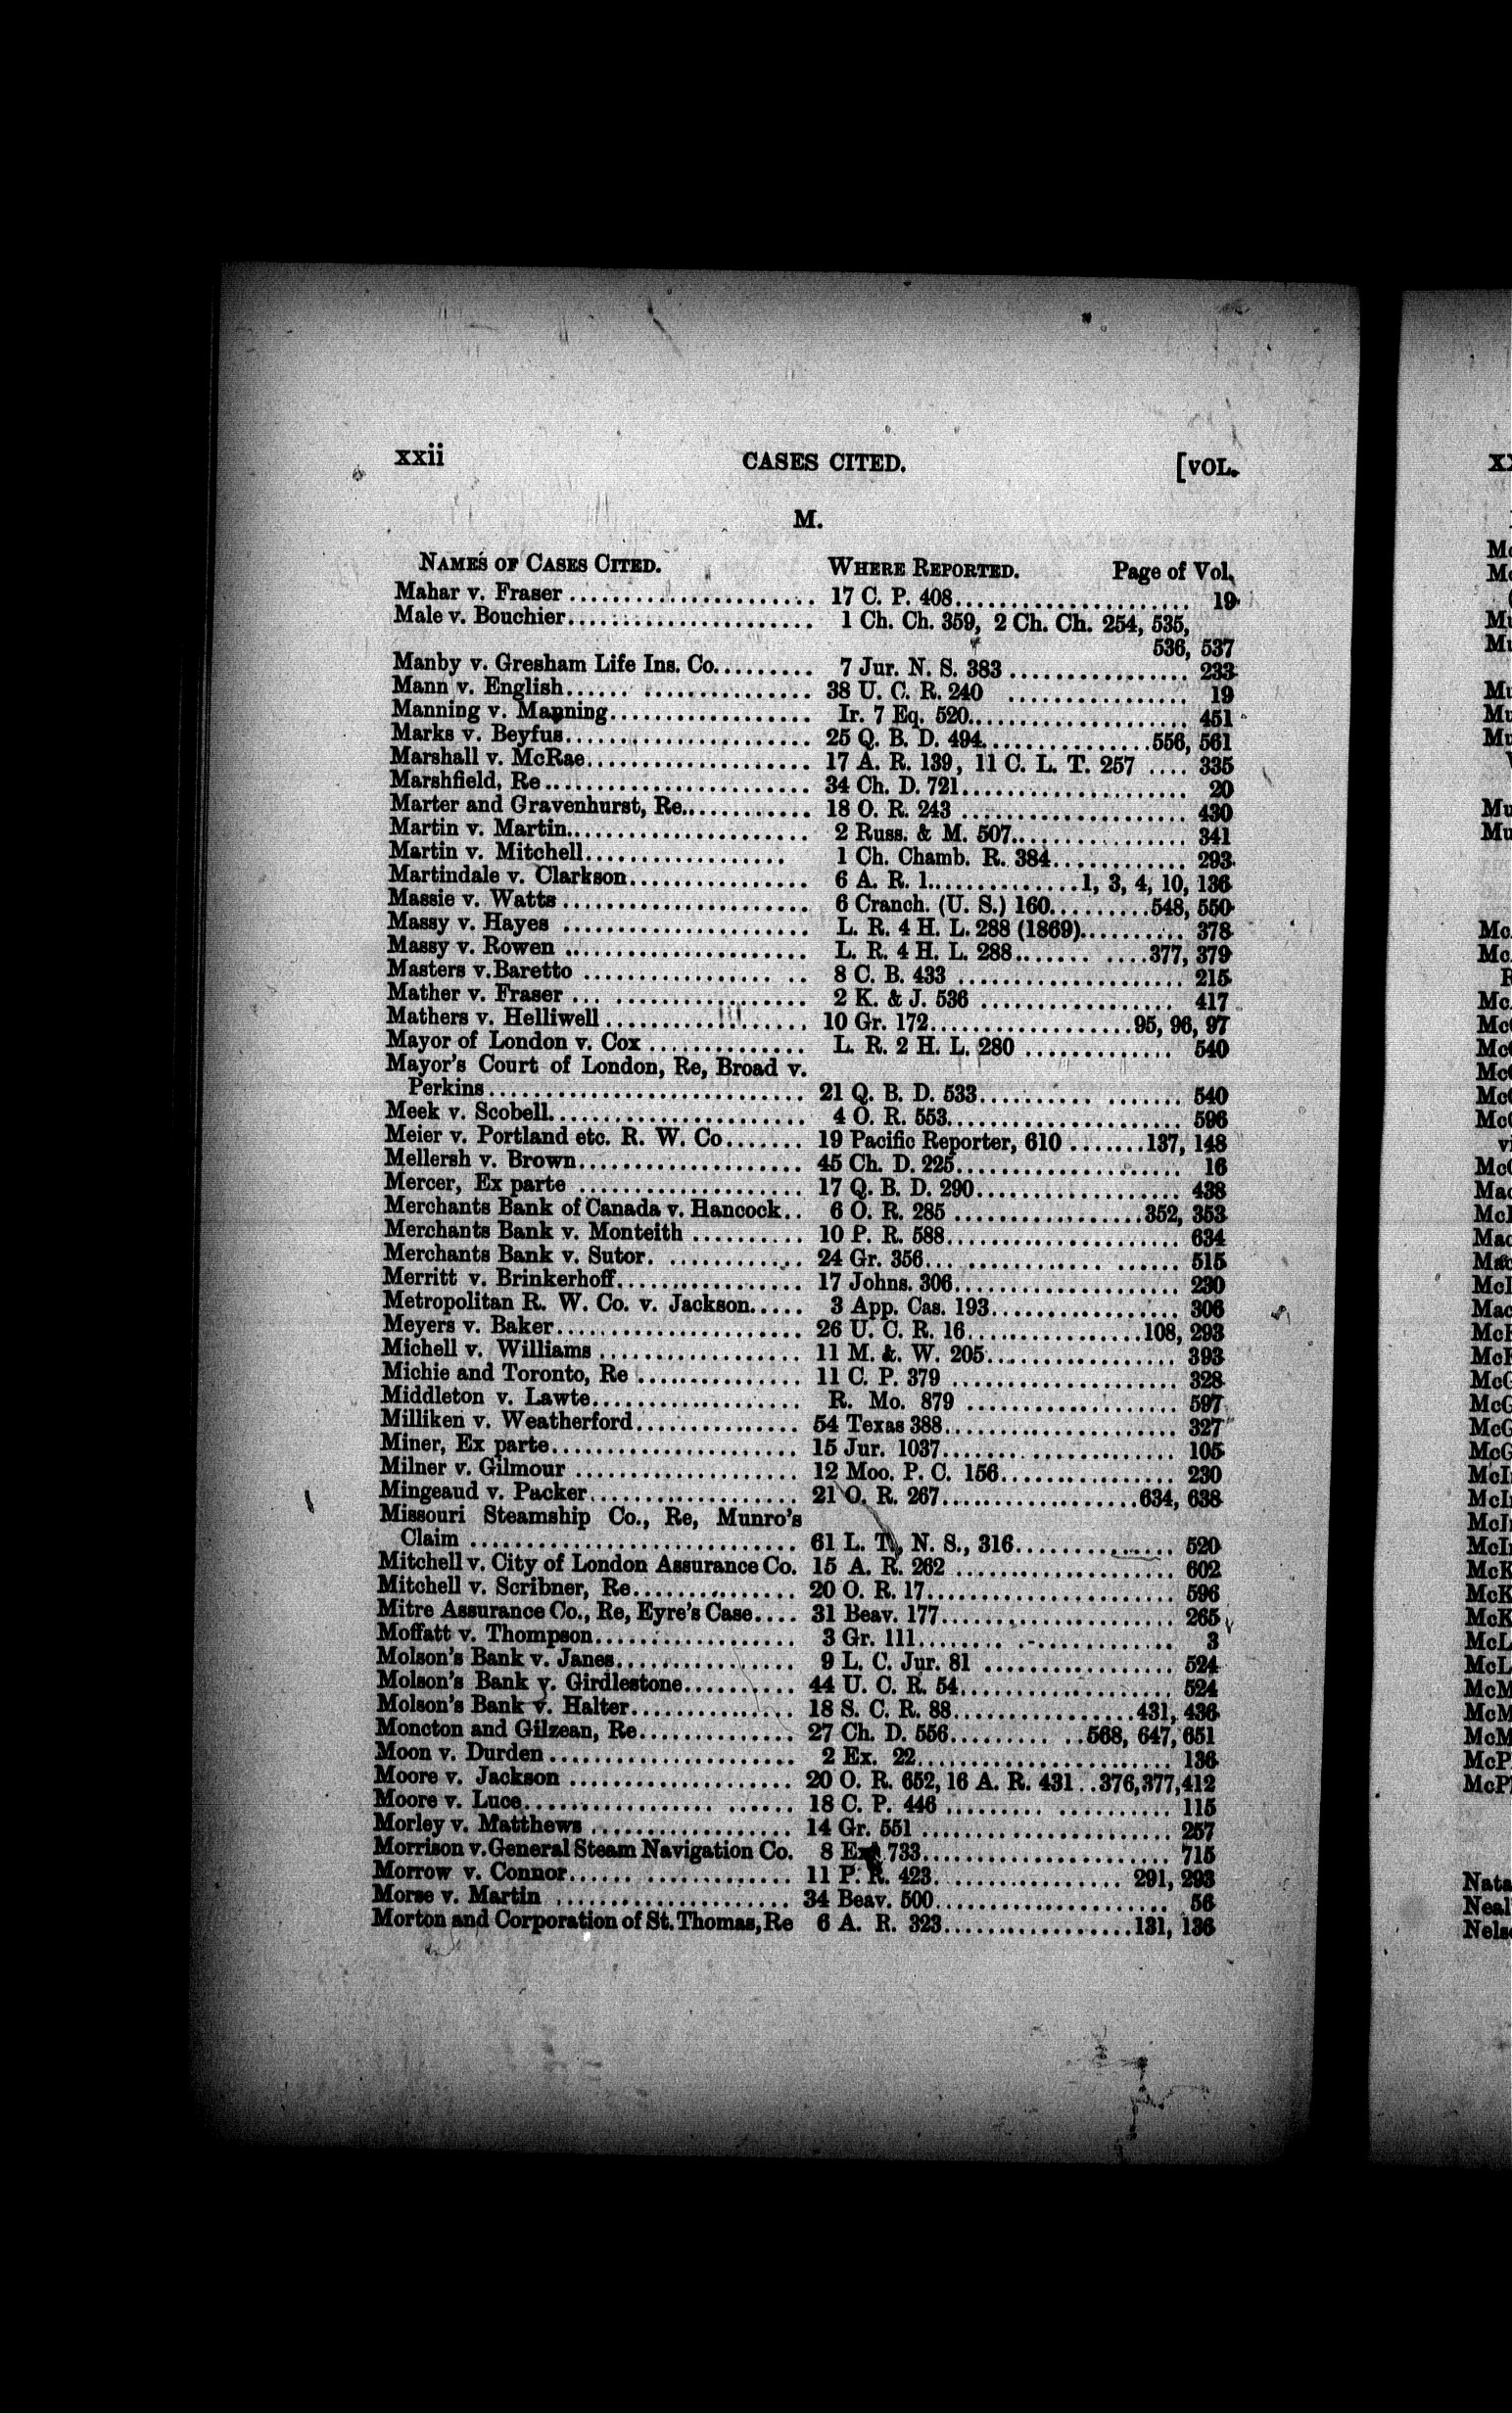 xxii CASES CITED. [VOL.
M.
NAMES OF CASES CITED. WHERE REPORTED. Page of Vol.
Mahar v. Fraser ...................... 17 C. P. 408..................... 19
Male v. Bouchier...................... 1 Ch. Ch. 359, 2 Ch. Ch. 254, 535,
536, 537
Manby v. Gresham Life Ins. Co......... 7 Jur. N. S. 383 ................ 233
Mann v. English...................... 38 U. C. R. 240 ................ 19
Manning v. Manning.................. Ir. 7 Eq. 520.................... 451
Marks v. Beyfus...................... 25 Q. B. D. 494...............556, 561
Marshall v. McRae.................... 17 A. R. 139, 11 C. L. T. 257 .... 335
Marshfield, Re........................ 34 Ch. D. 721.................... 20
Marter and Gravenhurst, Re............ 18 O. R. 243 .................... 430
Martin v. Martin...................... 2 Russ. & M. 507................ 341
Martin v. Mitchell.................. 1 Ch. Chamb. R. 384............ 293
Martindale v. Clarkson................ 6 A. R. 1..............1, 3, 4, 10, 136
Massie v. Watts ...................... 6 Cranch. (U. S.) 160.........548, 550
Massy v. Hayes ...................... L. R. 4 H. L. 288 (1869).......... 378
Massy v. Rowen ...................... L. R. 4 H. L. 288...........377, 379
Masters v. Baretto .................... 8 C. B. 433 .................... 215
Mather v. Fraser .................... 2 K. & J. 536 .................. 417
Mathers v. Helliwell .................. 10 Gr. 172..................95, 96, 97
Mayor of London v. Cox .............. L. R. 2 H. L. 280 .............. 540
Mayor's Court of London, Re, Broad v.
Perkins.............................. 21 Q. B. D. 533.................. 540
Meek v. Scobell....................... 4 O. R. 553..................... 596
Meier v. Portland etc. R. W. Co....... 19 Pacific Reporter, 610 .......137, 148
Mellersh v. Brown.................... 45 Ch. D. 225.................... 16
Mercer, Ex parte .................... 17 Q. B. D. 290.................. 438
Merchants Bank of Canada v. Hancock.. 6 O. R. 285 .................352, 353
Merchants Bank v. Monteith .......... 10 P. R. 588..................... 634
Merchants Bank v. Sutor. ............ 24 Gr. 356...................... 515
Merritt v. Brinkerhoff................. 17 Johns. 306.................... 230
Metropolitan R. W. Co. v. Jackson..... 3 App. Cas. 193................. 306
Meyers v. Baker...................... 26 U. C. R. 16................108, 293
Michell v. Williams .................. 11 M. &. W. 205................. 393
Michie and Toronto, Re ............... 11 C. P. 379 .................... 328
Middleton v. Lawte................... R. Mo. 879 .................... 597
Milliken v. Weatherford............... 54 Texas 388..................... 327
Miner, Ex parte...................... 15 Jur. 1037..................... 105
Milner v. Gilmour .................... 12 Moo. P. C. 156................ 230
Mingeaud v. Packer................... 21 O. R. 267..................634, 638
Missouri Steamship Co., Re, Munro's
Claim .............................. 61 L. T., N. S., 316............... 520
Mitchell v. City of London Assurance Co. 15 A. R. 262 .................... 602
Mitchell v. Scribner, Re............... 20 O. R. 17...................... 596
Mitre Assurance Co., Re, Eyre's Case.... 31 Beav. 177..................... 265
Moffatt v. Thompson.................. 3 Gr. 111....................... 3
Molson's Bank v. Janes................ 9 L. C. Jur. 81 ................. 524
Molson's Bank v. Girdlestone.......... 44 U. C. R. 54................... 524
Molson's Bank v. Halter............... 18 S. C. R. 88................431, 436
Moncton and Gilzean, Re.............. 27 Ch. D. 556......... ..568, 647, 651
Moon v. Durden...................... 2 Ex. 22....................... 136
Moore v. Jackson .................... 20 O. R. 652, 16 A. R. 431..376,377,412
Moore v. Luce........................ 18 C. P. 446 .................... 115
Morley v. Matthews .................. 14 Gr. 551 ...................... 257
Morrison v. General Steam Navigation Co. 8 Ex. 733...................... 715
Morrow v. Connor..................... 11 P. R. 423................. 291, 293
Morse v. Martin ..................... 34 Beav. 500..................... 56
Morton and Corporation of St. Thomas, Re 6 A. R. 323.................131, 136